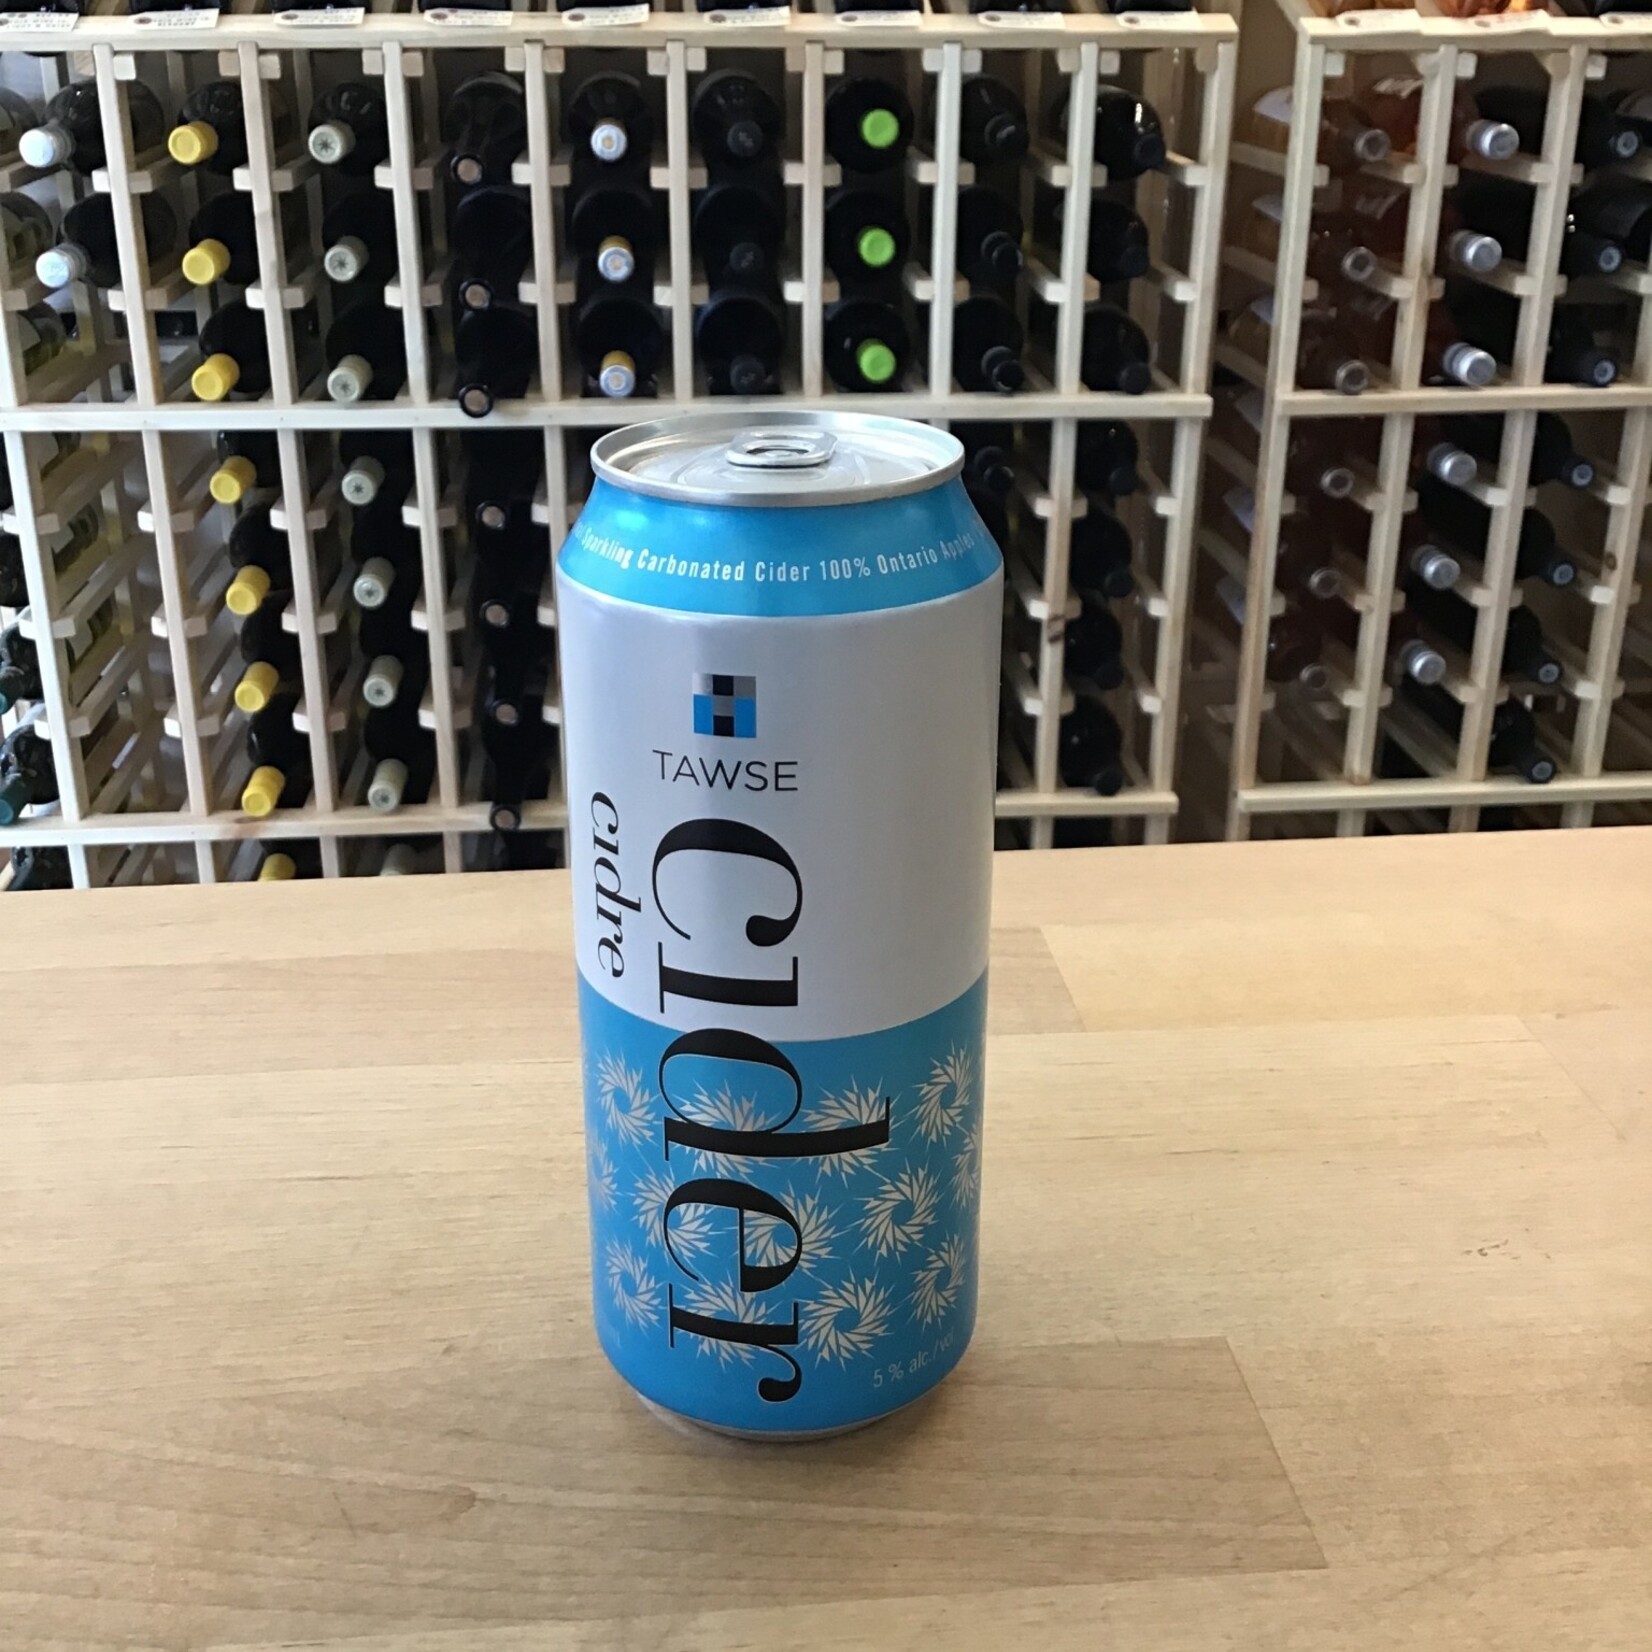 Sparkling Carbonated Cider 100% Ontario Apples
TAWSE
cidre
Cider
5 % alc./vol